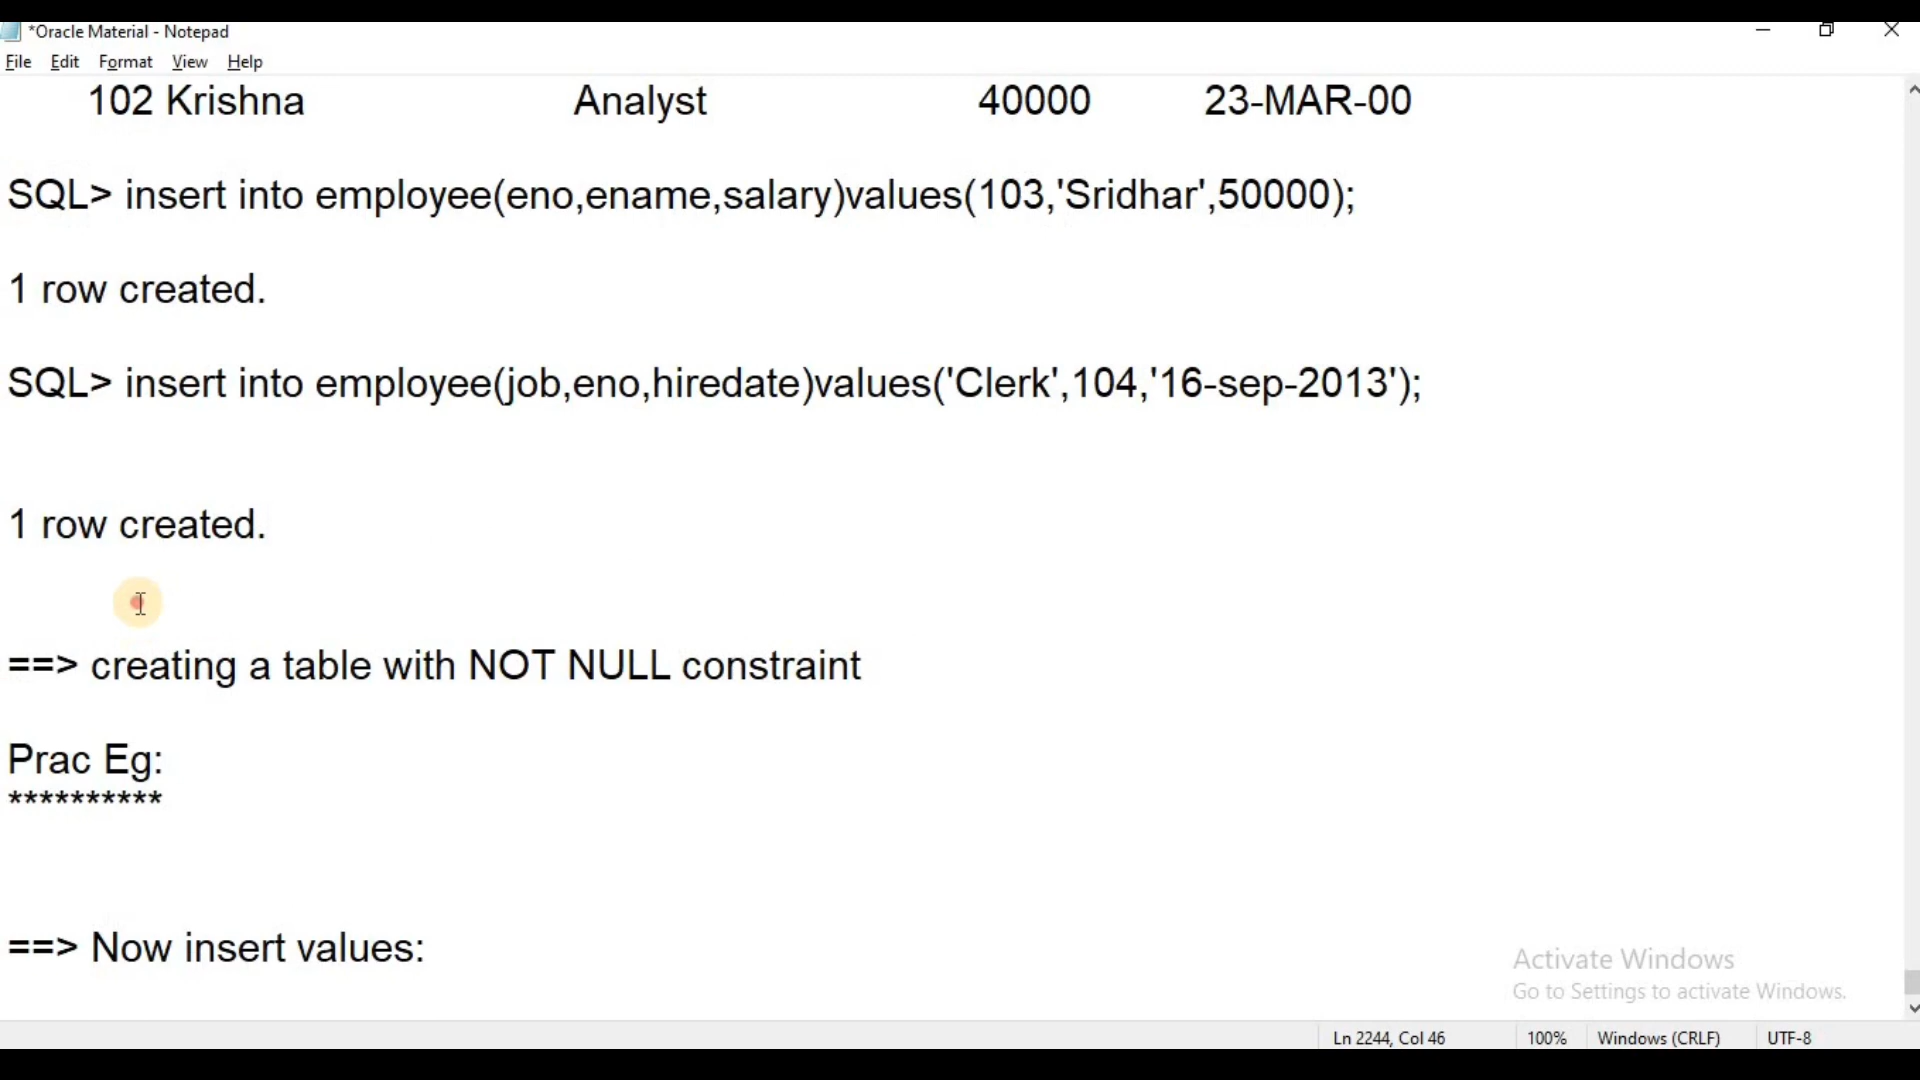 *Oracle Material - Notepad
File Edit Format View Help
102 Krishna Analyst 40000 23-MAR-00
SQL> insert into employee(eno,ename,salary)values(103,'Sridhar',50000);
1 row created.
SQL> insert into employee(job,eno,hiredate)values('Clerk',104,'16-sep-2013');
1 row created.
==> creating a table with NOT NULL constraint
Prac Eg:
**********
==> Now insert values:
Activate Windows
Go to Settings to activate Windows.
Ln 2244, Col 46 100% Windows (CRLF) UTF-8